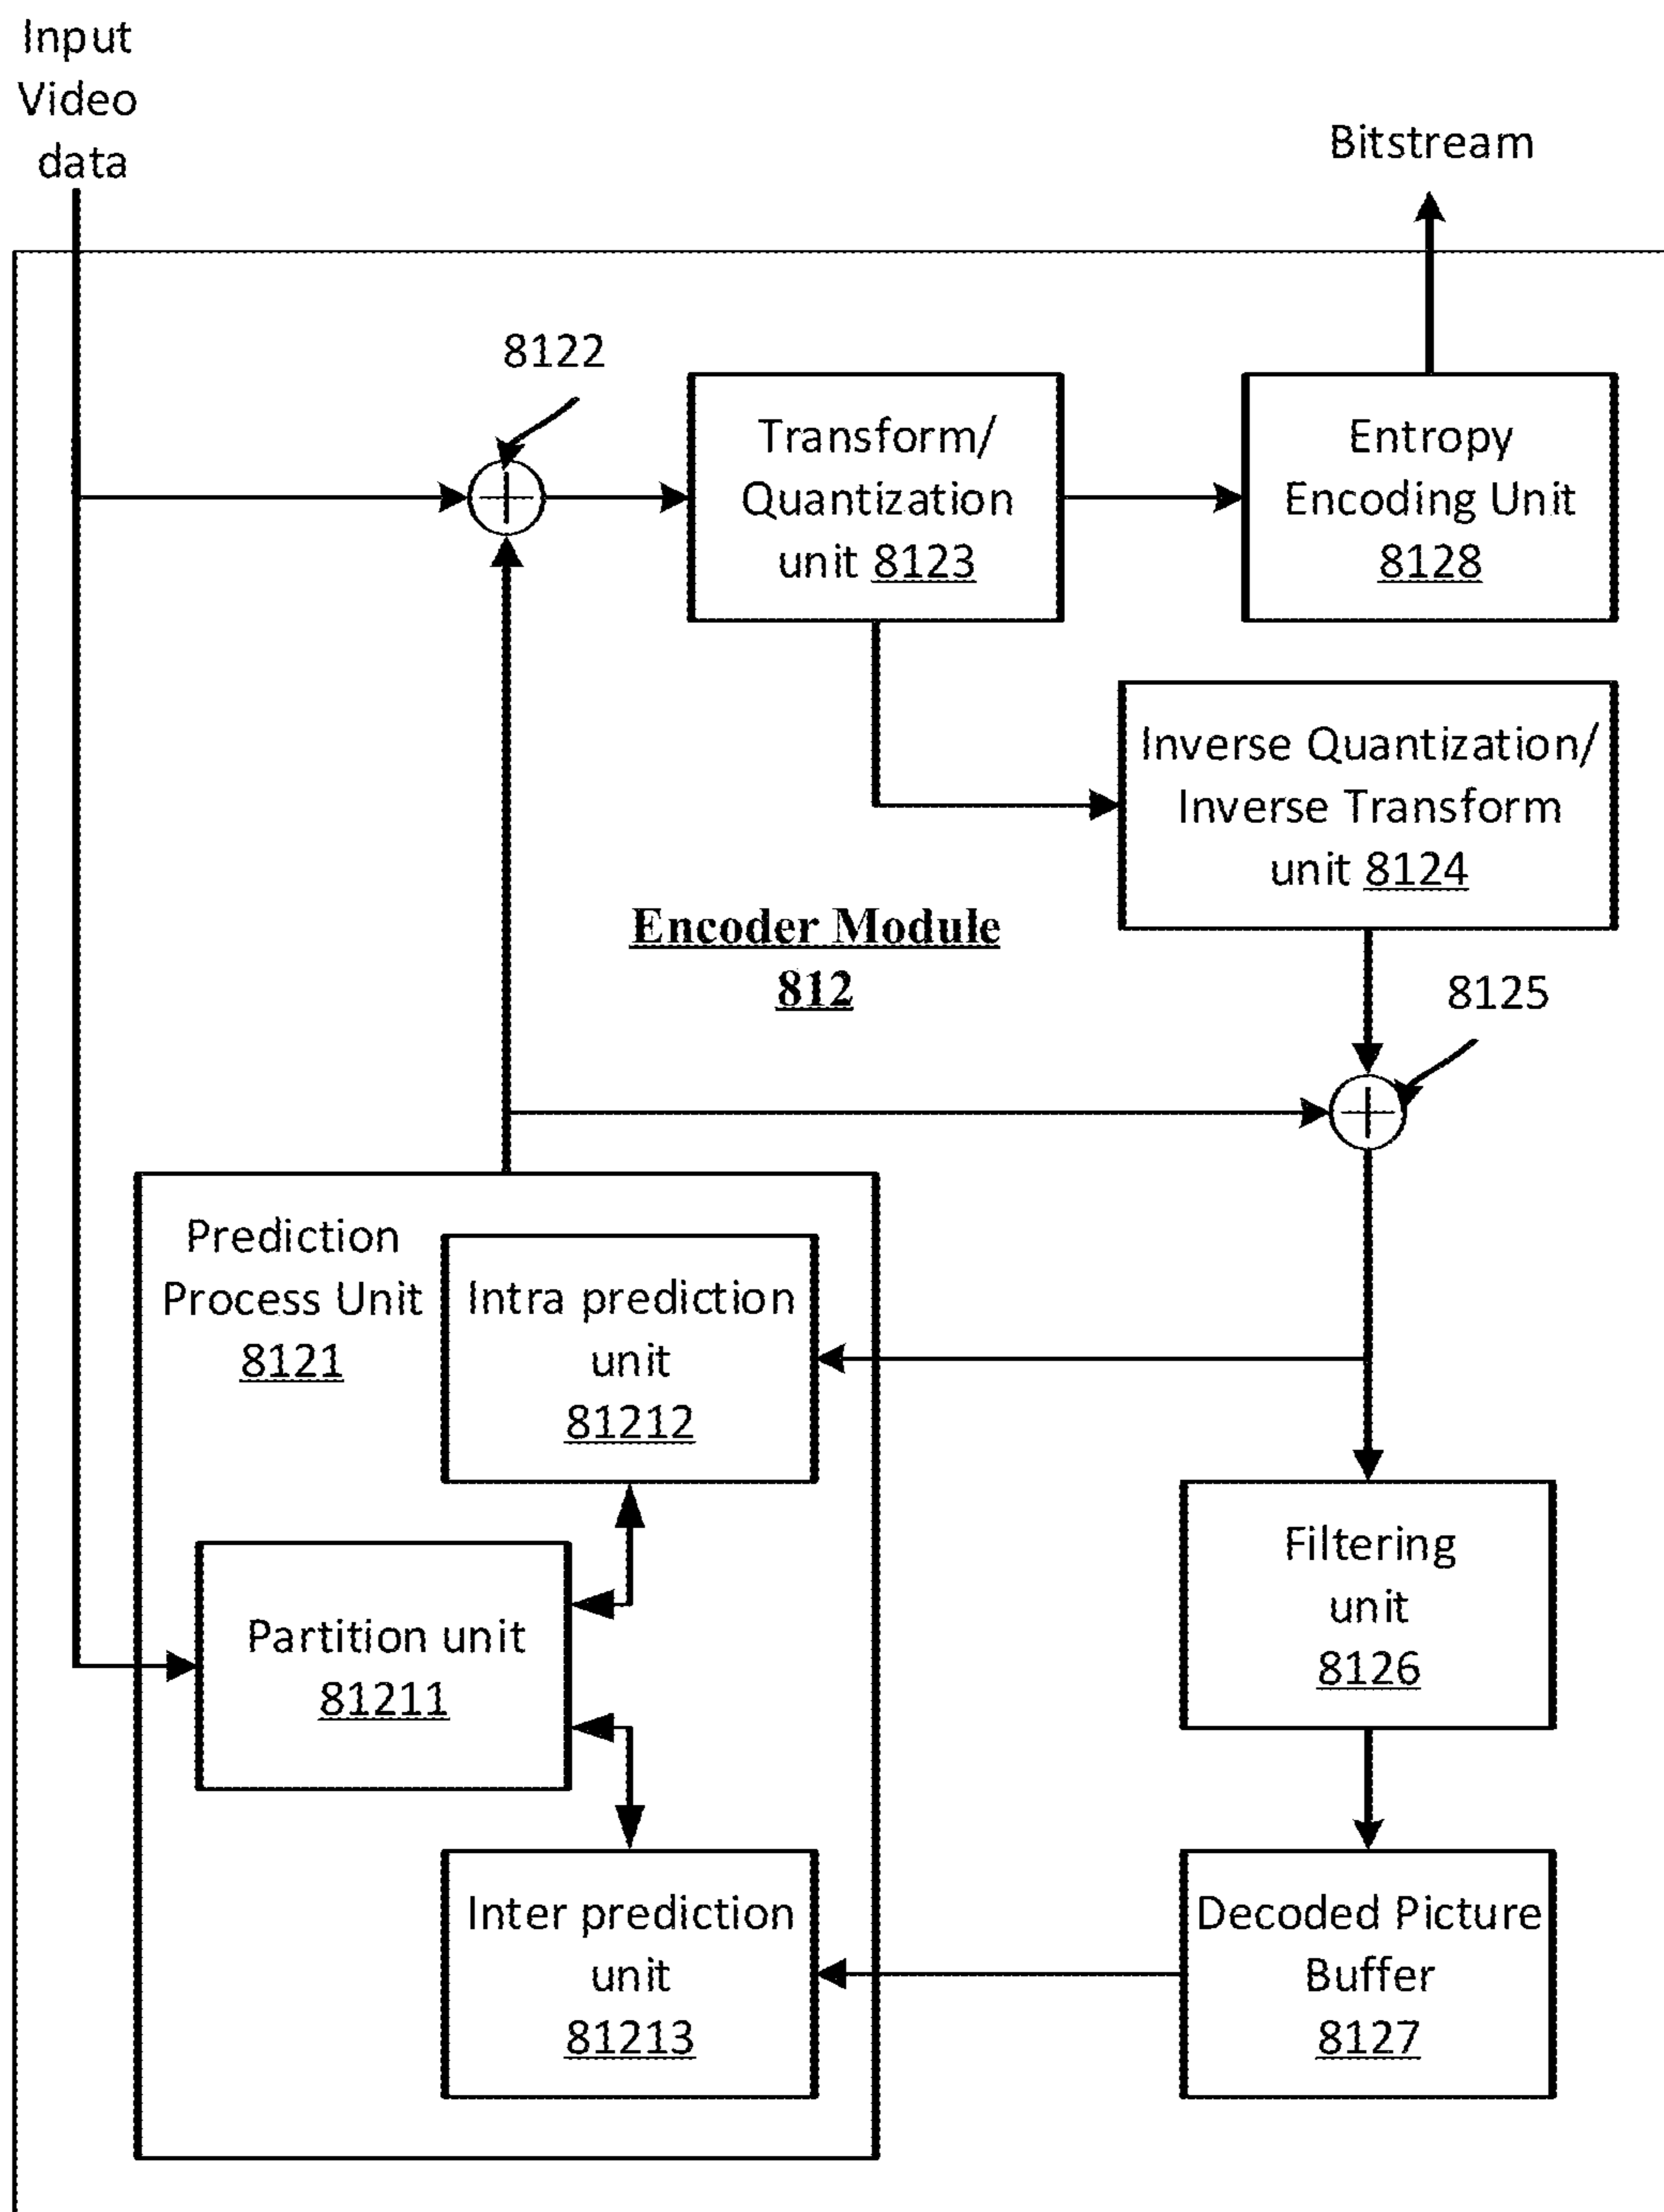 Input
Video
data
Bitstream
8122
Transform/
Quantization
unit 8123
Entropy
Encoding Unit
8128
Inverse Quantization/
Inverse Transform
unit 8124
Encoder Module
812
8125
Prediction
Process Unit
8121
Intra prediction
unit
81212
Partition unit
81211
Filtering
unit
8126
Inter prediction
unit
81213
Decoded Picture
Buffer
8127